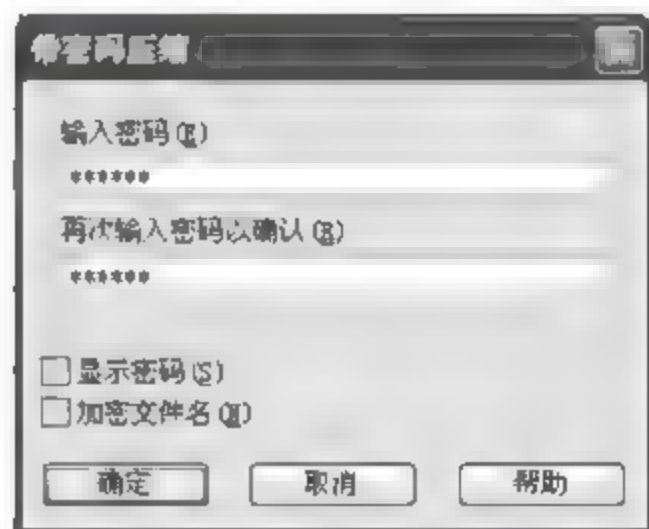 带密码压缩
输入密码(E)
******
再次输入密码以确认(R)
******
显示密码(S)
加密文件名(N)
确定
取消
帮助